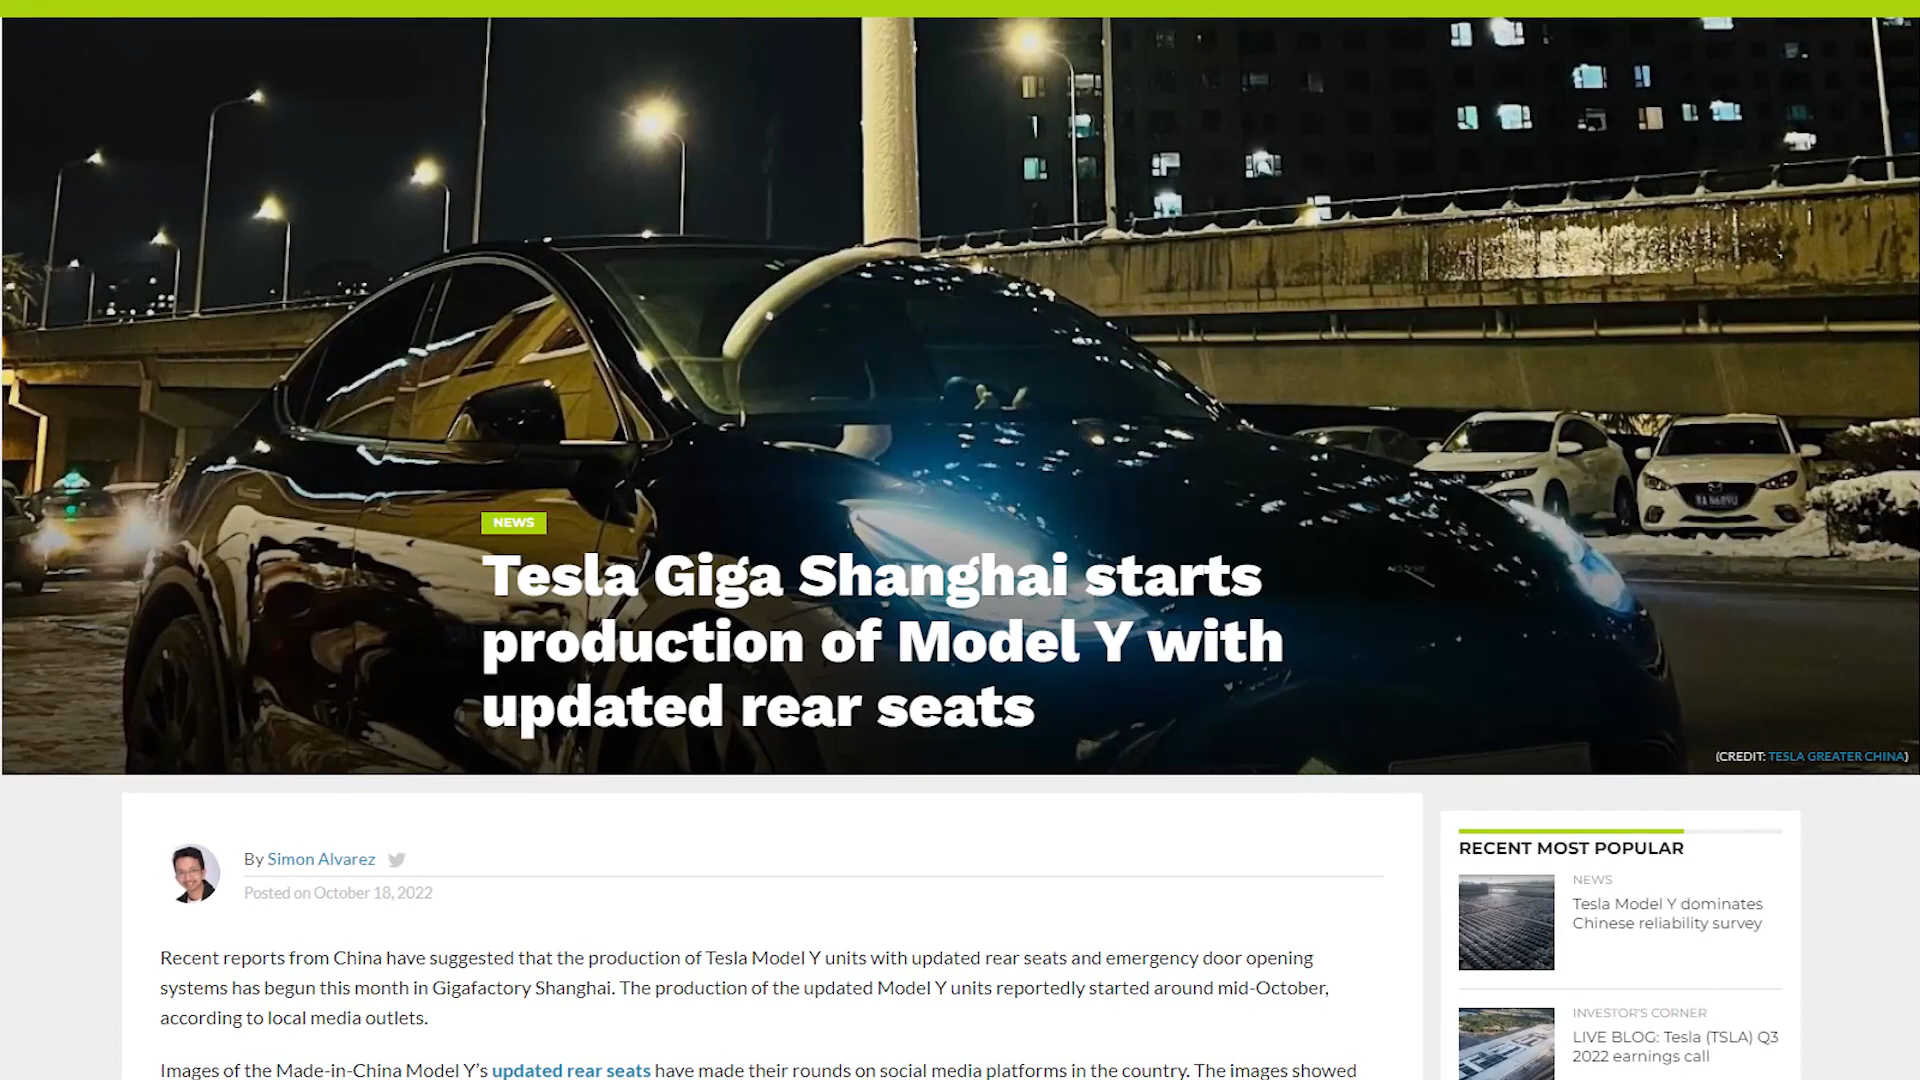 NEWS
Tesla Giga Shanghai starts
production of Model Y with
updated rear seats
(CREDIT: TESLA GREATER CHINA)
By Simon Alvarez
Posted on October 18, 2022
Recent reports from China have suggested that the production of Tesla Model Y units with updated rear seats and emergency door opening
systems has begun this month in Gigafactory Shanghai. The production of the updated Model Y units reportedly started around mid-October,
according to local media outlets.
Images of the Made-in-China Model Y's updated rear seats have made their rounds on social media platforms in the country. The images showed
RECENT MOST POPULAR
NEWS
Tesla Model Y dominates
Chinese reliability survey
INVESTOR'S CORNER
LIVE BLOG: Tesla (TSLA) Q3
2022 earnings call